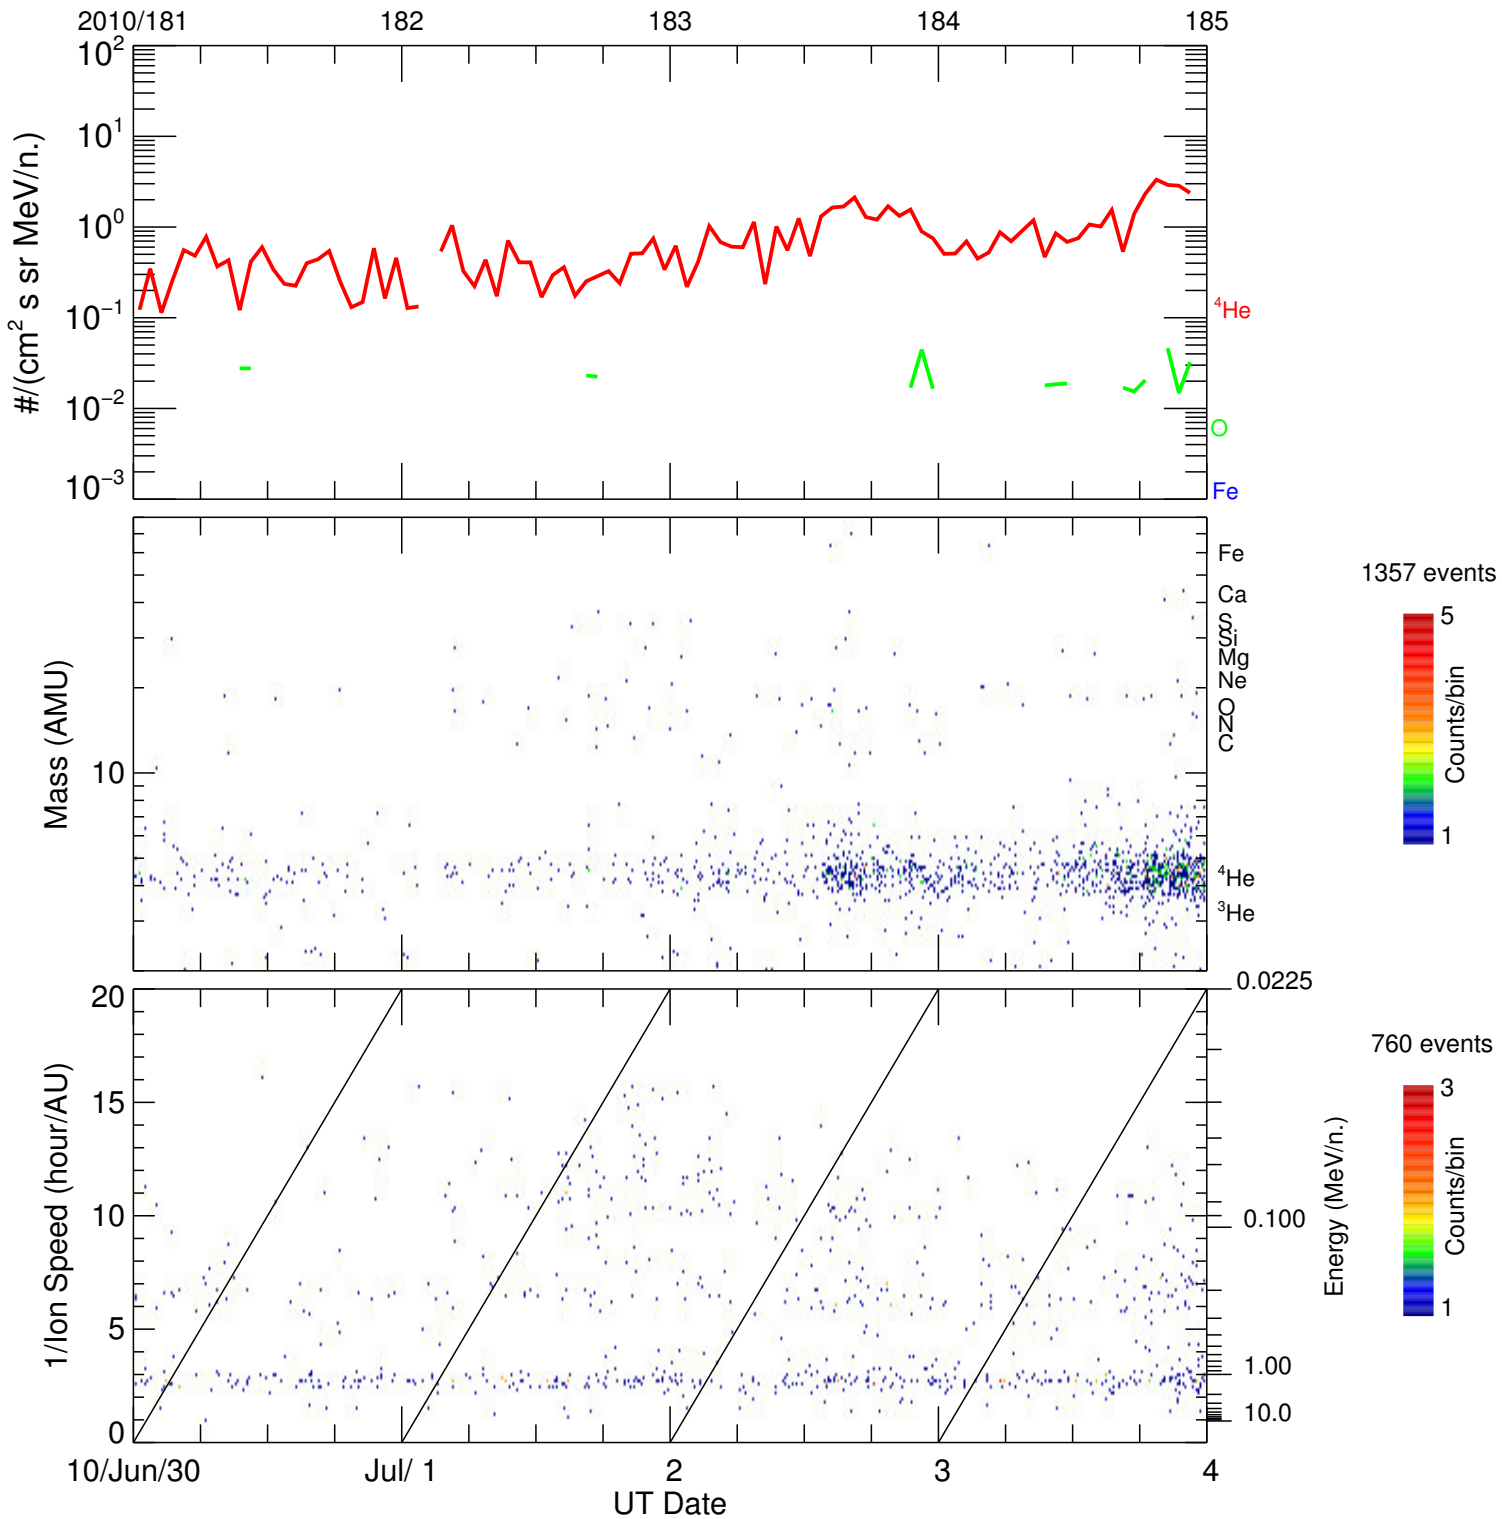 2010/181 182 183 184 185
10²
10¹
10⁰
10⁻¹
10⁻²
10⁻³
#/(cm² s sr MeV/n.)
⁴He
O
Fe
Mass (AMU)
10
Fe
Ca
S
Si
Mg
Ne
O
N
C
⁴He
³He
1357 events
5
Counts/bin
1
1/Ion Speed (hour/AU)
20
15
10
5
0
0.0225
0.100
1.00
10.0
Energy (MeV/n.)
760 events
3
Counts/bin
1
10/Jun/30 Jul/ 1 2 3 4
UT Date